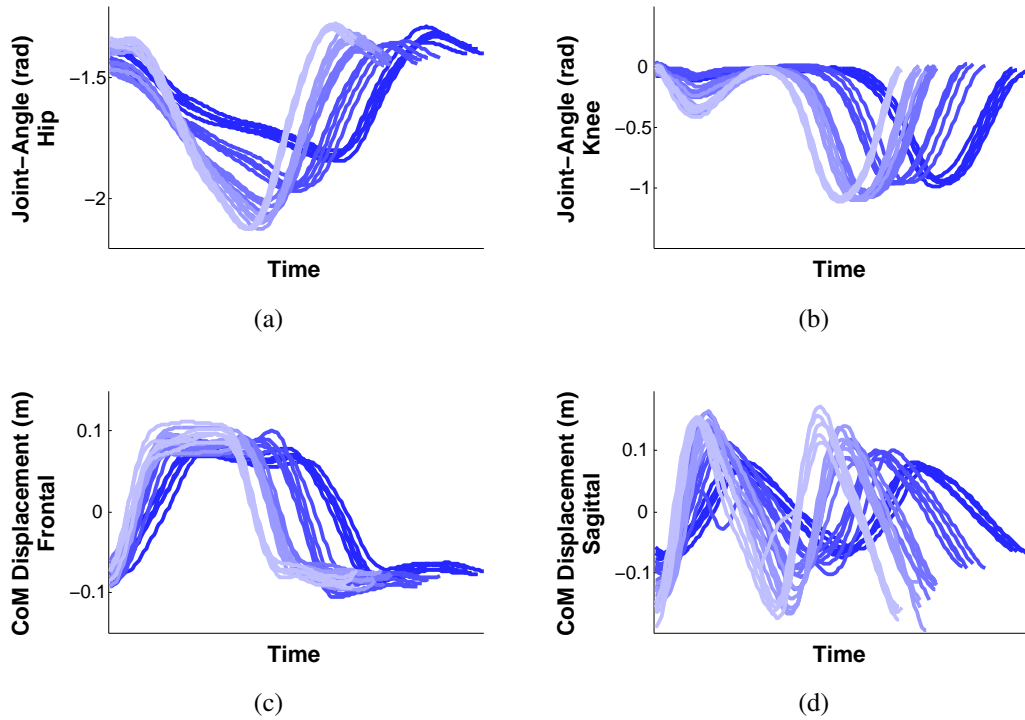 Joint−Angle (rad)
Hip
−1.5
−2
Time
(a)
Joint−Angle (rad)
Knee
0
−0.5
−1
Time
(b)
CoM Displacement (m)
Frontal
0.1
0
−0.1
Time
(c)
CoM Displacement (m)
Sagittal
0.1
0
−0.1
Time
(d)